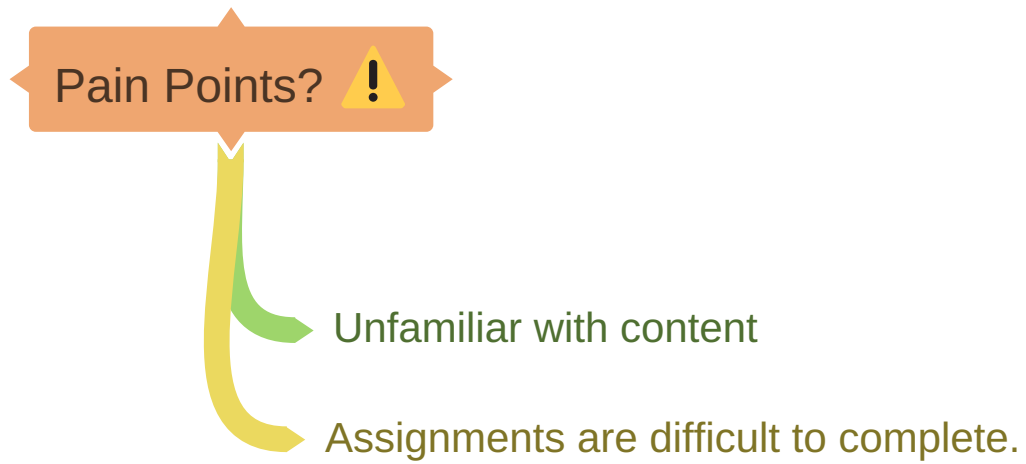 Pain Points? ⚠️
Unfamiliar with content
Assignments are difficult to complete.